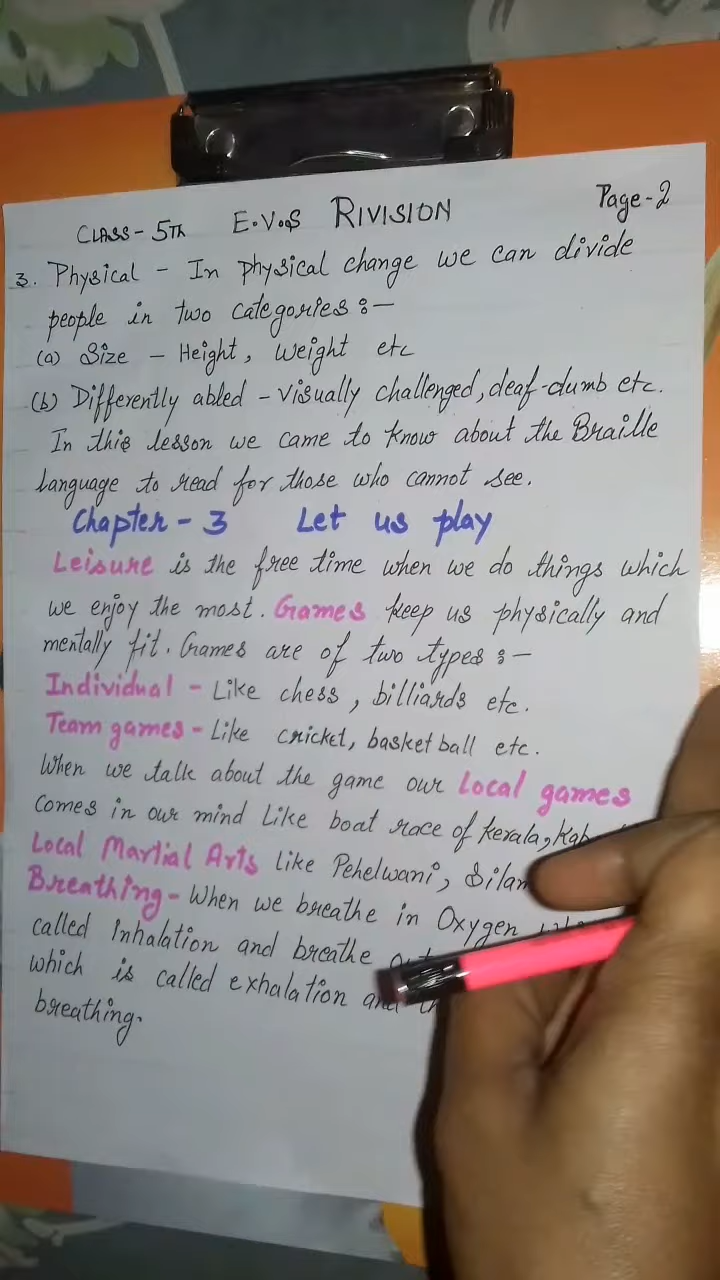 CLASS - 5TH E.V.S RIVISION Page-2
3. Physical - In physical change we can divide
people in two categories :-
(a) Size - Height, weight etc
(b) Differently abled - visually challenged, deaf-dumb etc.
In this lesson we came to know about the Braille
language to read for those who cannot see.
Chapter - 3 Let us play
Leisure is the free time when we do things which
we enjoy the most. Games keep us physically and
mentally fit. Games are of two types :-
Individual - Like chess, billiards etc.
Team games - Like cricket, basket ball etc.
When we talk about the game our Local games
comes in our mind like boat race of Kerala,
Local Martial Arts like Pehelwani,
Breathing - When we breathe in Oxygen
called inhalation and breathe
which is called exhalation and
breathing.